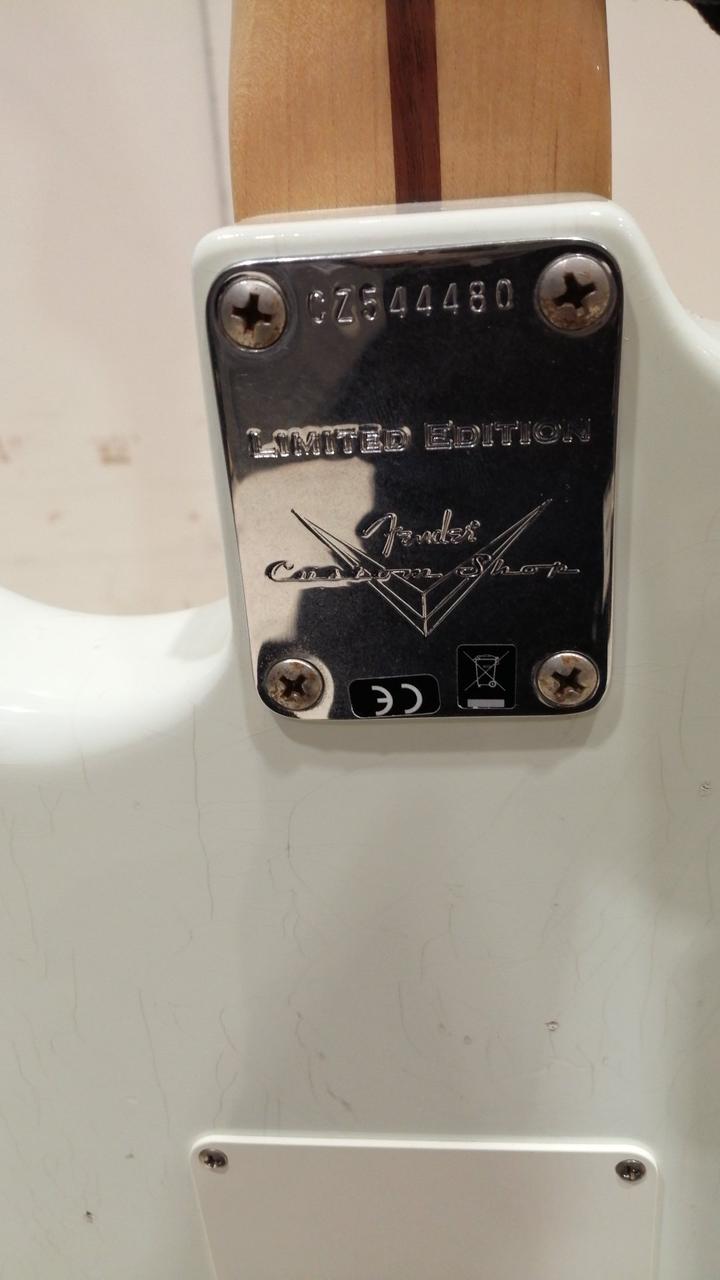 CZ544480
LIMITED EDITION
Fender
Custom Shop
CE